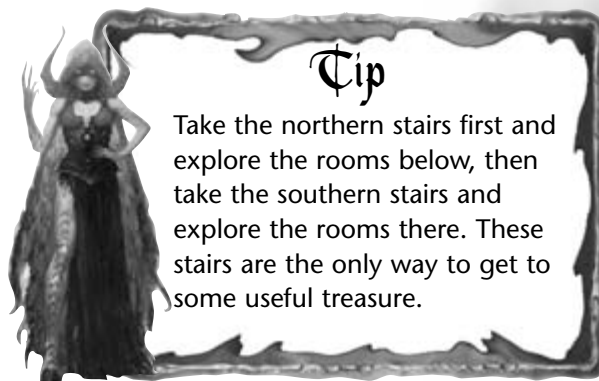 Tip
Take the northern stairs first and
explore the rooms below, then
take the southern stairs and
explore the rooms there. These
stairs are the only way to get to
some useful treasure.